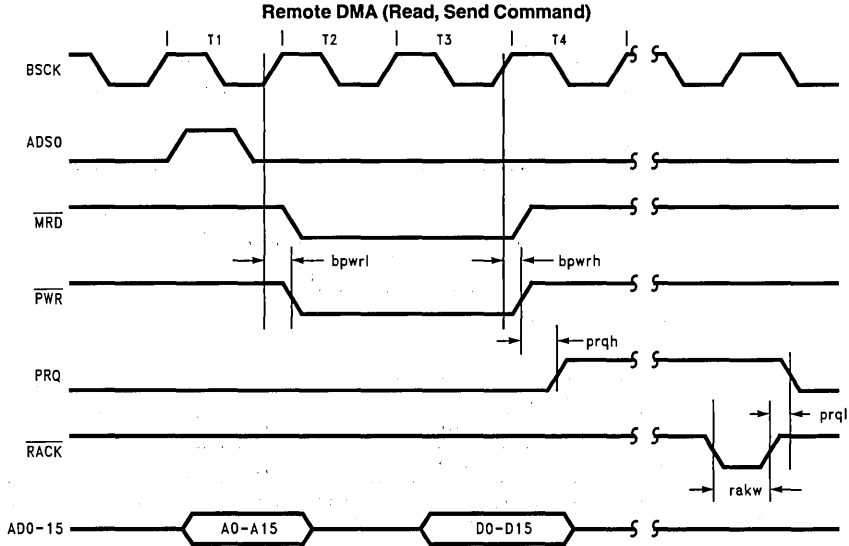 Remote DMA (Read, Send Command)
T1 T2 T3 T4
BSCK
ADS0
MRD
bpwrl bpwrh
PWR
prqh
PRQ
prql
RACK
rakw
AD0-15 A0-A15 D0-D15